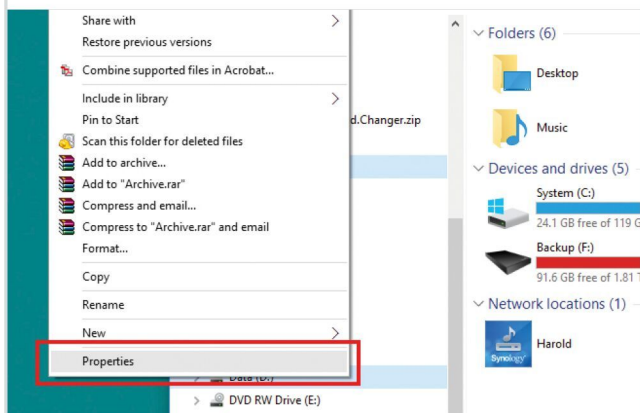 Share with
Restore previous versions
Combine supported files in Acrobat...
Include in library
Pin to Start
Scan this folder for deleted files
Add to archive...
Add to "Archive.rar"
Compress and email...
Compress to "Archive.rar" and email
Format...
Copy
Rename
New
Properties
d.Changer.zip
Data (D:)
DVD RW Drive (E:)
Folders (6)
Desktop
Music
Devices and drives (5)
System (C:)
24.1 GB free of 119 G
Backup (F:)
91.6 GB free of 1.81 T
Network locations (1)
Synology
Harold